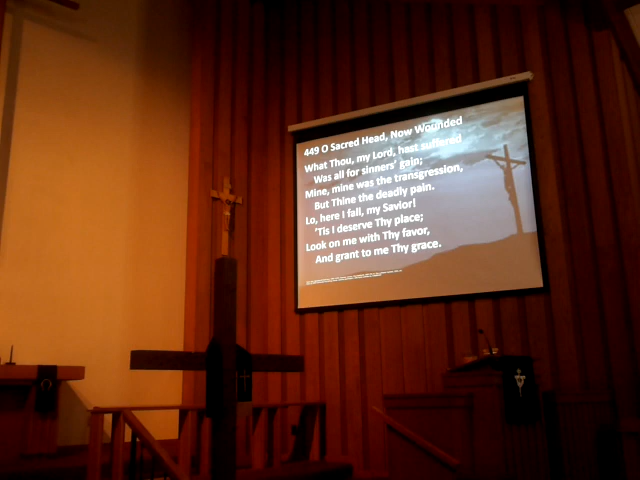 449 O Sacred Head, Now Wounded
What Thou, my Lord, hast suffered
Was all for sinners' gain;
Mine, mine was the transgression,
But Thine the deadly pain.
Lo, here I fall, my Savior!
'Tis I deserve Thy place;
Look on me with Thy favor,
And grant to me Thy grace.